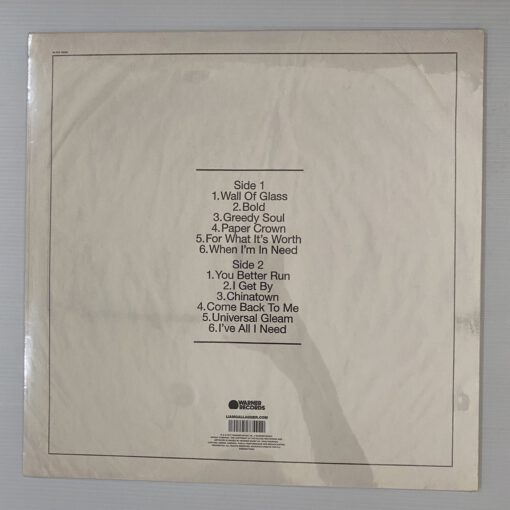 Side 1
1.Wall Of Glass
2.Bold
3.Greedy Soul
4.Paper Crown
5.For What It's Worth
6.When I'm In Need
Side 2
1.You Better Run
2.I Get By
3.Chinatown
4.Come Back To Me
5.Universal Gleam
6.I've All I Need
WARNER
RECORDS
LIAMGALLAGHER.COM